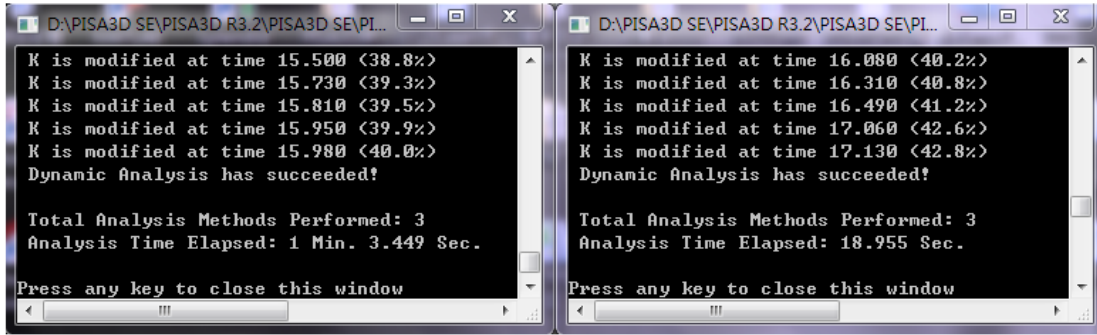 D:\PISA3D SE\PISA3D R3.2\PISA3D SE\PI...
K is modified at time 15.500 (38.8%)
K is modified at time 15.730 (39.3%)
K is modified at time 15.810 (39.5%)
K is modified at time 15.950 (39.9%)
K is modified at time 15.980 (40.0%)
Dynamic Analysis has succeeded!
Total Analysis Methods Performed: 3
Analysis Time Elapsed: 1 Min. 3.449 Sec.
Press any key to close this window
D:\PISA3D SE\PISA3D R3.2\PISA3D SE\PI...
K is modified at time 16.080 (40.2%)
K is modified at time 16.310 (40.8%)
K is modified at time 16.490 (41.2%)
K is modified at time 17.060 (42.6%)
K is modified at time 17.130 (42.8%)
Dynamic Analysis has succeeded!
Total Analysis Methods Performed: 3
Analysis Time Elapsed: 18.955 Sec.
Press any key to close this window